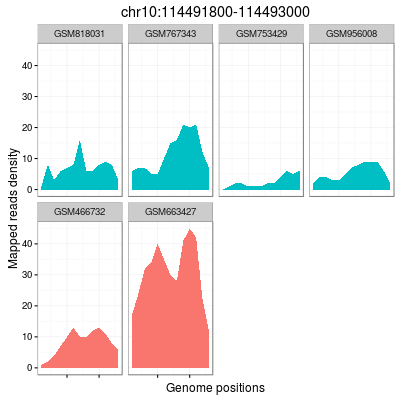 chr10:114491800-114493000
GSM818031 GSM767343 GSM753429 GSM956008
40
30
20
10
0
Mapped reads density
GSM466732 GSM663427
40
30
20
10
0
Genome positions